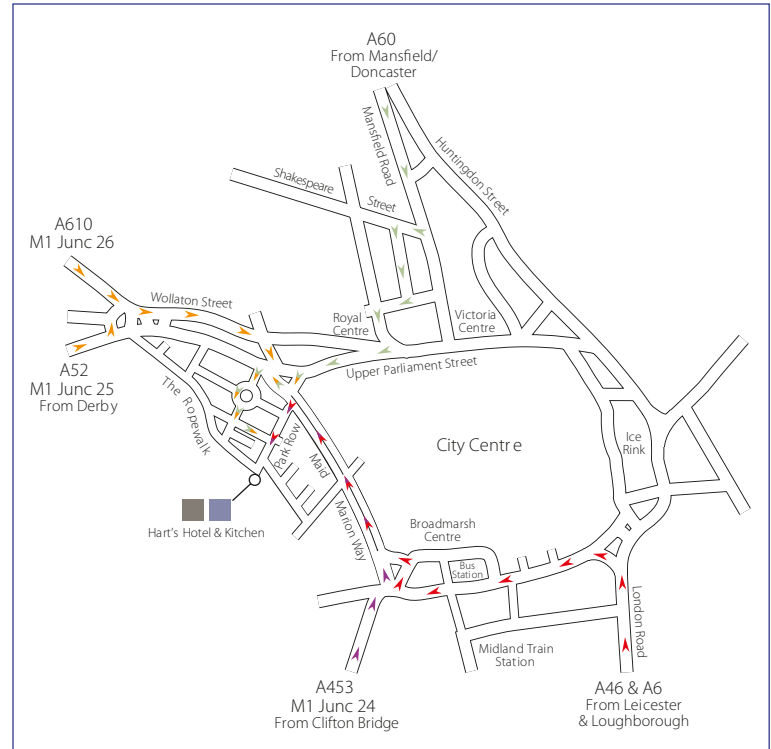 A60
From Mansfield/
Doncaster
Mansfield Road
Huntingdon Street
Shakespeare
Street
A610
M1 Junc 26
Wollaton Street
Royal
Centre
Victoria
Centre
Upper Parliament Street
A52
M1 Junc 25
From Derby
The Ropewalk
Park Row
Maid
Marion Way
City Centre
Ice
Rink
Hart's Hotel & Kitchen
Broadmarsh
Centre
Bus
Station
London Road
Midland Train
Station
A453
M1 Junc 24
From Clifton Bridge
A46 & A6
From Leicester
& Loughborough